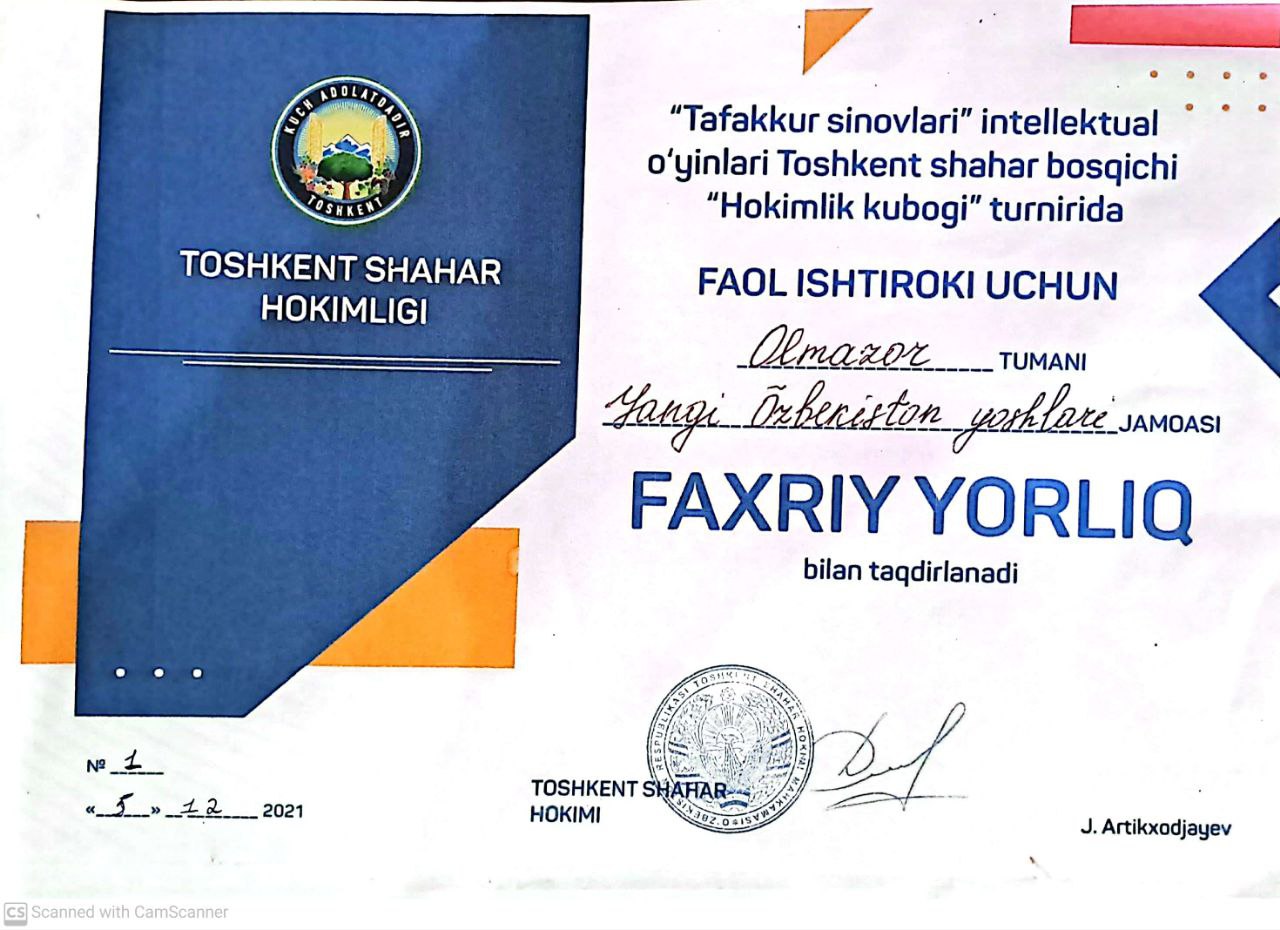 KUCH ADOLATDADIR
TOSHKENT
TOSHKENT SHAHAR
HOKIMLIGI
“Tafakkur sinovlari” intellektual
o‘yinlari Toshkent shahar bosqichi
“Hokimlik kubogi” turnirida
FAOL ISHTIROKI UCHUN
Olmazor TUMANI
Yangi Õzbekiston yoshlari JAMOASI
FAXRIY YORLIQ
bilan taqdirlanadi
№ 1
«5» 12 2021
TOSHKENT SHAHAR
HOKIMI
O‘ZBEKISTON RESPUBLIKASI TOSHKENT SHAHAR HOKIMI MAHKAMASI
J. Artikxodjayev
CS Scanned with CamScanner